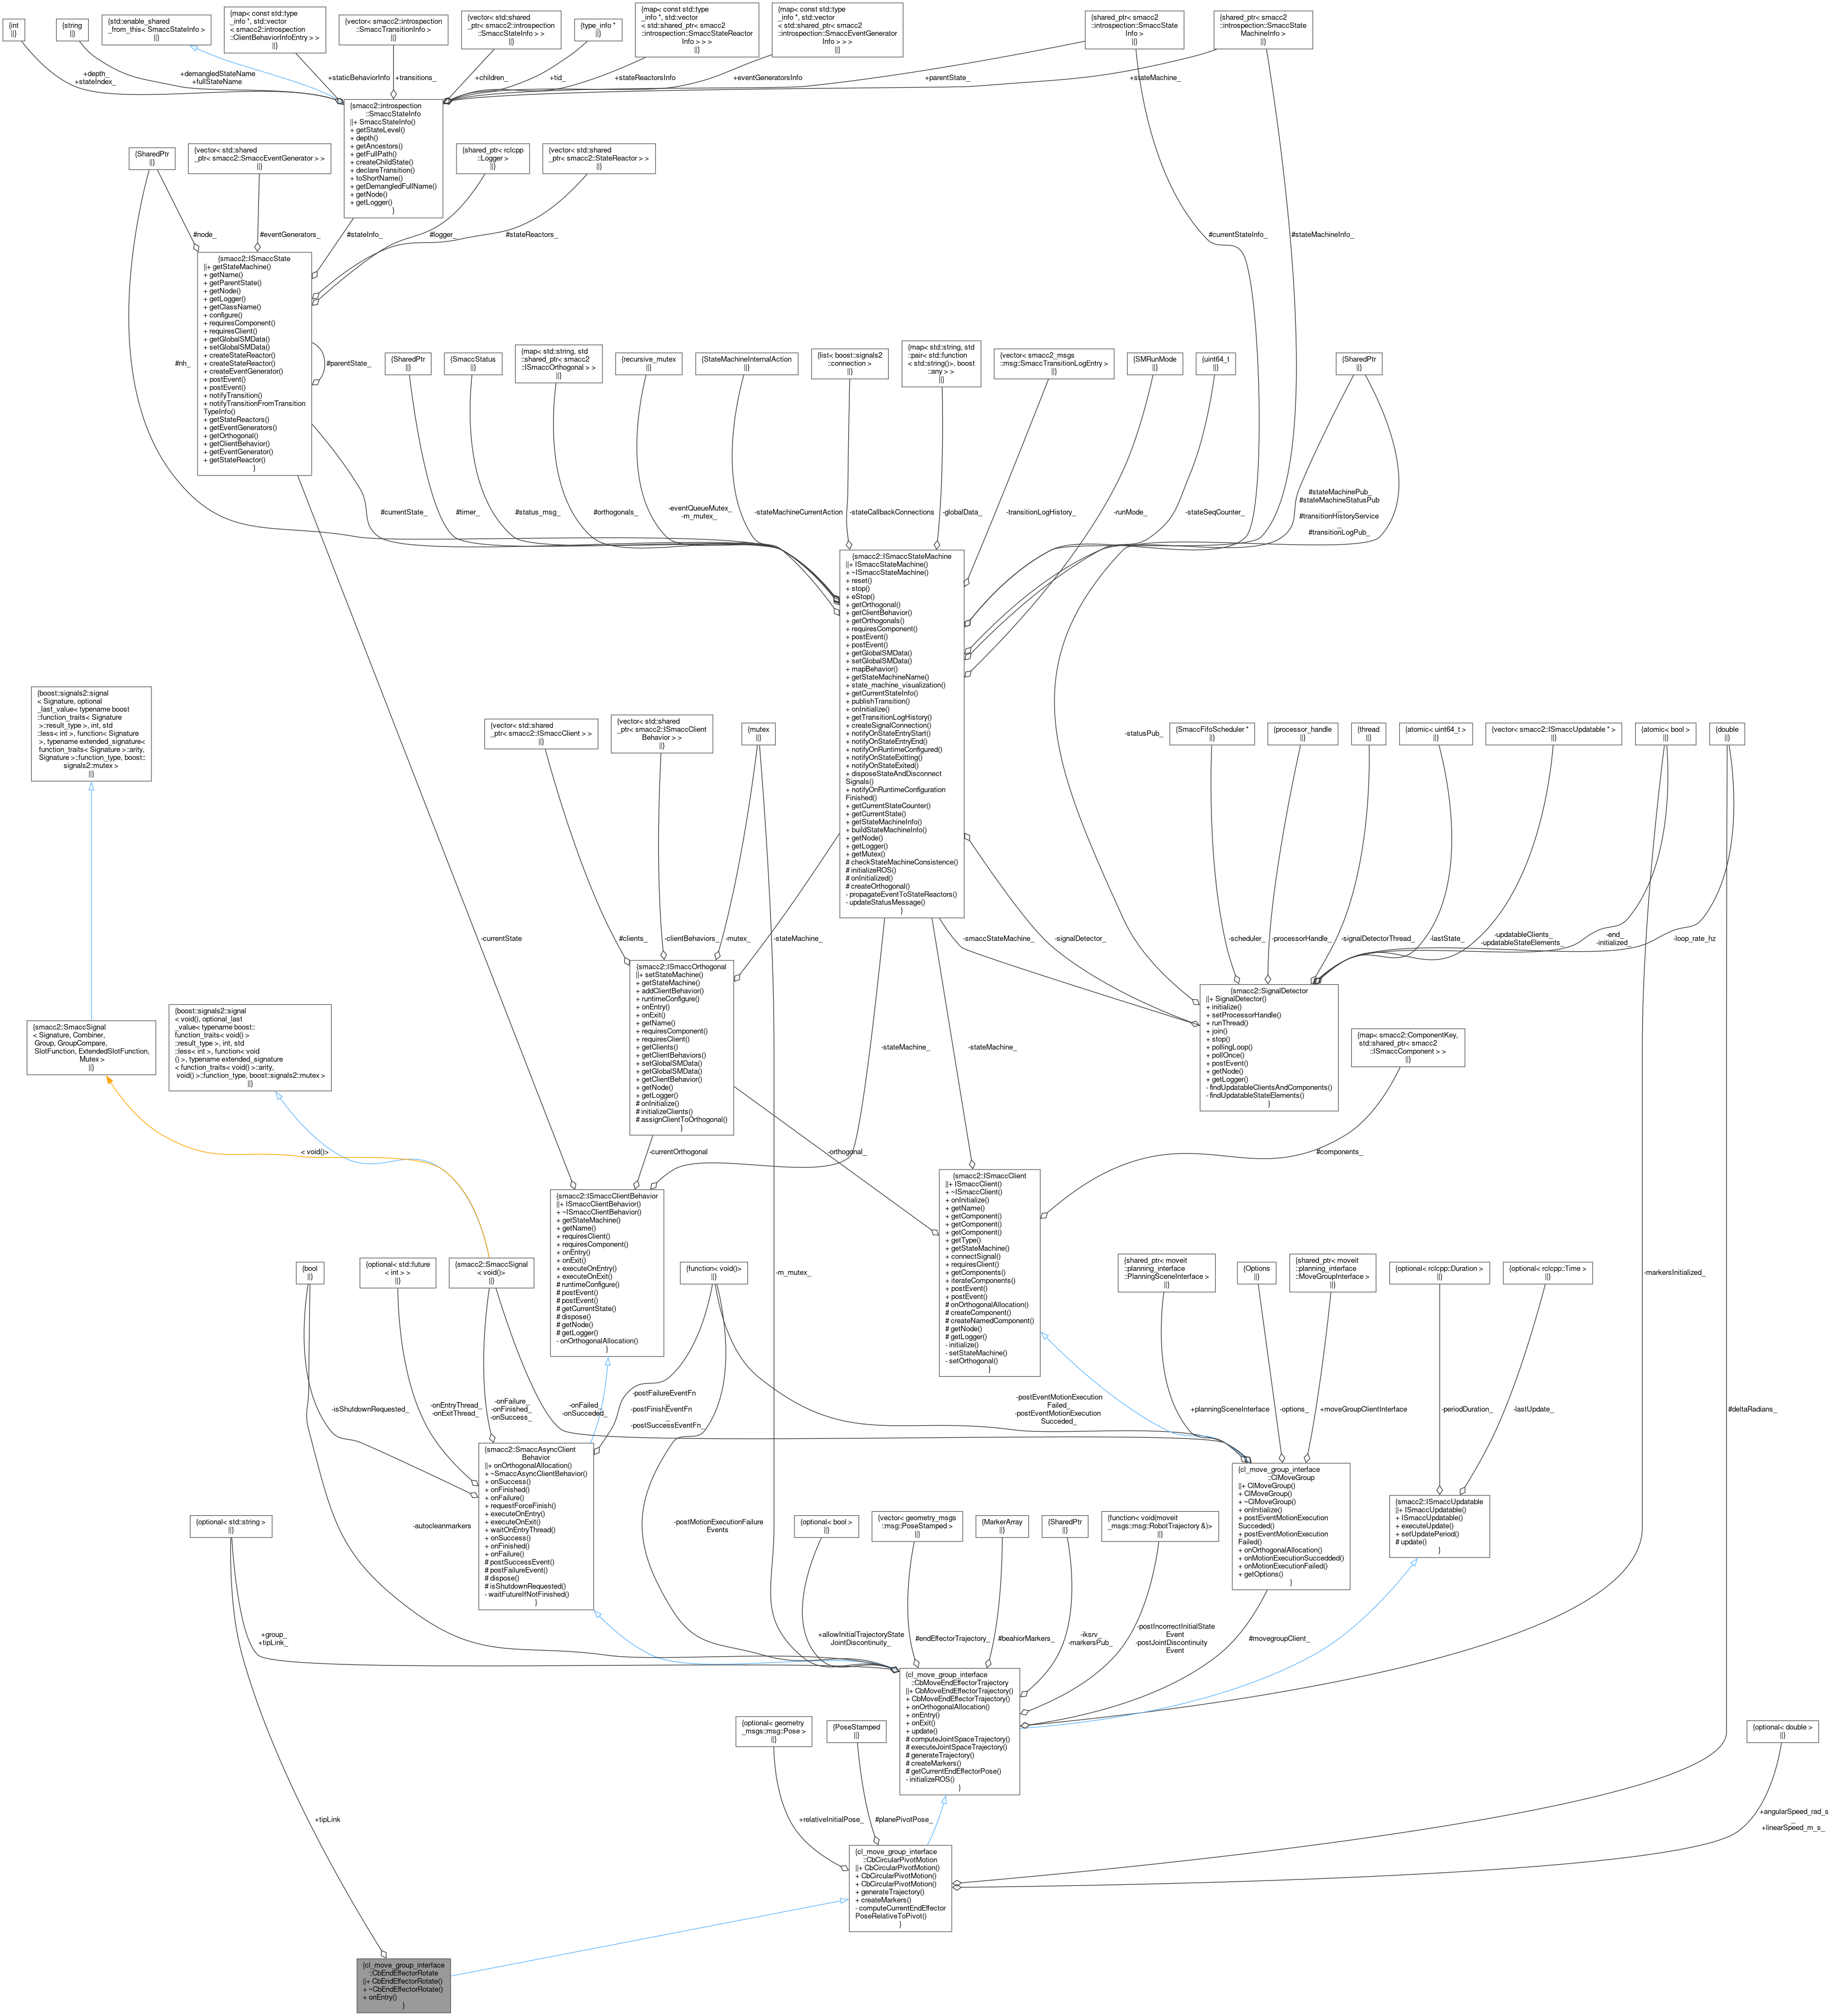 {int
||}
{string
||}
{std::enable_shared
_from_this< SmaccStateInfo >
||}
{map< const std::type
_info *, std::vector
< smacc2::introspection
::ClientBehaviorInfoEntry > >
||}
{vector< smacc2::introspection
::SmaccTransitionInfo >
||}
{vector< std::shared
_ptr< smacc2::introspection
::SmaccStateInfo > >
||}
{type_info *
||}
{map< const std::type
_info *, std::vector
< std::shared_ptr< smacc2
::introspection::SmaccStateReactor
Info > > >
||}
{map< const std::type
_info *, std::vector
< std::shared_ptr< smacc2
::introspection::SmaccEventGenerator
Info > > >
||}
{shared_ptr< smacc2
::introspection::SmaccState
Info >
||}
{shared_ptr< smacc2
::introspection::SmaccState
MachineInfo >
||}
+depth_
+stateIndex_
+demangledStateName
+fullStateName
+staticBehaviorInfo
+transitions_
+children_
+tid_
+stateReactorsInfo
+eventGeneratorsInfo
+parentState_
+stateMachine_
{smacc2::introspection
::SmaccStateInfo
||+ SmaccStateInfo()
+ getStateLevel()
+ depth()
+ getAncestors()
+ getFullPath()
+ createChildState()
+ declareTransition()
+ toShortName()
+ getDemangledFullName()
+ getNode()
+ getLogger()
}
{SharedPtr
||}
{vector< std::shared
_ptr< smacc2::SmaccEventGenerator > >
||}
{shared_ptr< rclcpp
::Logger >
||}
{vector< std::shared
_ptr< smacc2::StateReactor > >
||}
#node_
#eventGenerators_
#stateInfo_
#logger_
#stateReactors_
#currentStateInfo_
#stateMachineInfo_
{smacc2::ISmaccState
||+ getStateMachine()
+ getName()
+ getParentState()
+ getNode()
+ getLogger()
+ getClassName()
+ configure()
+ requiresComponent()
+ requiresClient()
+ getGlobalSMData()
+ setGlobalSMData()
+ createStateReactor()
+ createStateReactor()
+ createEventGenerator()
+ postEvent()
+ postEvent()
+ notifyTransition()
+ notifyTransitionFromTransition
TypeInfo()
+ getStateReactors()
+ getEventGenerators()
+ getOrthogonal()
+ getClientBehavior()
+ getEventGenerator()
+ getStateReactor()
}
#nh_
#parentState_
{SharedPtr
||}
{SmaccStatus
||}
{map< std::string, std
::shared_ptr< smacc2
::ISmaccOrthogonal > >
||}
{recursive_mutex
||}
{StateMachineInternalAction
||}
{list< boost::signals2
::connection >
||}
{map< std::string, std
::pair< std::function
< std::string()>, boost
::any > >
||}
{vector< smacc2_msgs
::msg::SmaccTransitionLogEntry >
||}
{SMRunMode
||}
{uint64_t
||}
{SharedPtr
||}
#currentState_
#timer_
#status_msg_
#orthogonals_
-eventQueueMutex_
-m_mutex_
-stateMachineCurrentAction
-stateCallbackConnections
-globalData_
-transitionLogHistory_
-runMode_
-stateSeqCounter_
#stateMachinePub_
#stateMachineStatusPub
_
#transitionHistoryService
_
#transitionLogPub_
{smacc2::ISmaccStateMachine
||+ ISmaccStateMachine()
+ ~ISmaccStateMachine()
+ reset()
+ stop()
+ eStop()
+ getOrthogonal()
+ getClientBehavior()
+ getOrthogonals()
+ requiresComponent()
+ postEvent()
+ postEvent()
+ getGlobalSMData()
+ setGlobalSMData()
+ mapBehavior()
+ getStateMachineName()
+ state_machine_visualization()
+ getCurrentStateInfo()
+ publishTransition()
+ onInitialize()
+ getTransitionLogHistory()
+ createSignalConnection()
+ notifyOnStateEntryStart()
+ notifyOnStateEntryEnd()
+ notifyOnRuntimeConfigured()
+ notifyOnStateExitting()
+ notifyOnStateExited()
+ disposeStateAndDisconnect
Signals()
+ notifyOnRuntimeConfiguration
Finished()
+ getCurrentStateCounter()
+ getCurrentState()
+ getStateMachineInfo()
+ buildStateMachineInfo()
+ getNode()
+ getLogger()
+ getMutex()
# checkStateMachineConsistence()
# initializeROS()
# onInitialized()
# createOrthogonal()
- propagateEventToStateReactors()
- updateStatusMessage()
}
{boost::signals2::signal
< Signature, optional
_last_value< typename boost
::function_traits< Signature
>::result_type >, int, std
::less< int >, function< Signature
>, typename extended_signature<
function_traits< Signature >::arity,
Signature >::function_type, boost::
signals2::mutex >
||}
{vector< std::shared
_ptr< smacc2::ISmaccClient > >
||}
{vector< std::shared
_ptr< smacc2::ISmaccClient
Behavior > >
||}
{mutex
||}
-statusPub_
{SmaccFifoScheduler *
||}
{processor_handle
||}
{thread
||}
{atomic< uint64_t >
||}
{vector< smacc2::ISmaccUpdatable * >
||}
{atomic< bool >
||}
{double
||}
-currentState
#clients_
-clientBehaviors_
-mutex_
-stateMachine_
-smaccStateMachine_
-signalDetector_
-scheduler_
-processorHandle_
-signalDetectorThread_
-lastState_
-updatableClients_
-updatableStateElements_
-end_
-initialized_
-loop_rate_hz
{smacc2::ISmaccOrthogonal
||+ setStateMachine()
+ getStateMachine()
+ addClientBehavior()
+ runtimeConfigure()
+ onEntry()
+ onExit()
+ getName()
+ requiresComponent()
+ requiresClient()
+ getClients()
+ getClientBehaviors()
+ setGlobalSMData()
+ getGlobalSMData()
+ getClientBehavior()
+ getNode()
+ getLogger()
# onInitialize()
# initializeClients()
# assignClientToOrthogonal()
}
{smacc2::SignalDetector
||+ SignalDetector()
+ initialize()
+ setProcessorHandle()
+ runThread()
+ join()
+ stop()
+ pollingLoop()
+ pollOnce()
+ postEvent()
+ getNode()
+ getLogger()
- findUpdatableClientsAndComponents()
- findUpdatableStateElements()
}
{smacc2::SmaccSignal
< Signature, Combiner,
Group, GroupCompare,
SlotFunction, ExtendedSlotFunction,
Mutex >
||}
{boost::signals2::signal
< void(), optional_last
_value< typename boost::
function_traits< void() >
::result_type >, int, std
::less< int >, function< void
() >, typename extended_signature
< function_traits< void() >::arity,
void() >::function_type, boost::signals2::mutex >
||}
-stateMachine_
-stateMachine_
{map< smacc2::ComponentKey,
std::shared_ptr< smacc2
::ISmaccComponent > >
||}
< void()>
-currentOrthogonal
-orthogonal_
#components_
{smacc2::ISmaccClientBehavior
||+ ISmaccClientBehavior()
+ ~ISmaccClientBehavior()
+ getStateMachine()
+ getName()
+ requiresClient()
+ requiresComponent()
+ onEntry()
+ onExit()
+ executeOnEntry()
+ executeOnExit()
# runtimeConfigure()
# postEvent()
# postEvent()
# getCurrentState()
# dispose()
# getNode()
# getLogger()
- onOrthogonalAllocation()
}
{smacc2::ISmaccClient
||+ ISmaccClient()
+ ~ISmaccClient()
+ onInitialize()
+ getName()
+ getComponent()
+ getComponent()
+ getComponent()
+ getType()
+ getStateMachine()
+ connectSignal()
+ requiresClient()
+ getComponents()
+ iterateComponents()
+ postEvent()
+ postEvent()
# onOrthogonalAllocation()
# createComponent()
# createNamedComponent()
# getNode()
# getLogger()
- initialize()
- setStateMachine()
- setOrthogonal()
}
{bool
||}
{optional< std::future
< int > >
||}
{smacc2::SmaccSignal
< void()>
||}
{function< void()>
||}
-m_mutex_
{shared_ptr< moveit
::planning_interface
::PlanningSceneInterface >
||}
{Options
||}
{shared_ptr< moveit
::planning_interface
::MoveGroupInterface >
||}
{optional< rclcpp::Duration >
||}
{optional< rclcpp::Time >
||}
-markersInitialized_
-isShutdownRequested_
-onEntryThread_
-onExitThread_
-onFailure_
-onFinished_
-onSuccess_
-onFailed_
-onSucceded_
-postFailureEventFn
_
-postFinishEventFn
_
-postSuccessEventFn_
-postEventMotionExecution
Failed_
-postEventMotionExecution
Succeded_
+planningSceneInterface
-options_
+moveGroupClientInterface
-periodDuration_
-lastUpdate_
#deltaRadians_
{smacc2::SmaccAsyncClient
Behavior
||+ onOrthogonalAllocation()
+ ~SmaccAsyncClientBehavior()
+ onSuccess()
+ onFinished()
+ onFailure()
+ requestForceFinish()
+ executeOnEntry()
+ executeOnExit()
+ waitOnEntryThread()
+ onSuccess()
+ onFinished()
+ onFailure()
# postSuccessEvent()
# postFailureEvent()
# dispose()
# isShutdownRequested()
- waitFutureIfNotFinished()
}
{cl_move_group_interface
::ClMoveGroup
||+ ClMoveGroup()
+ ClMoveGroup()
+ ~ClMoveGroup()
+ onInitialize()
+ postEventMotionExecution
Succeded()
+ postEventMotionExecution
Failed()
+ onOrthogonalAllocation()
+ onMotionExecutionSuccedded()
+ onMotionExecutionFailed()
+ getOptions()
}
{smacc2::ISmaccUpdatable
||+ ISmaccUpdatable()
+ ISmaccUpdatable()
+ executeUpdate()
+ setUpdatePeriod()
# update()
}
{optional< std::string >
||}
-autocleanmarkers
-postMotionExecutionFailure
Events
{optional< bool >
||}
{vector< geometry_msgs
::msg::PoseStamped >
||}
{MarkerArray
||}
{SharedPtr
||}
{function< void(moveit
_msgs::msg::RobotTrajectory &)>
||}
+group_
+tipLink_
+allowInitialTrajectoryState
JointDiscontinuity_
#endEffectorTrajectory_
#beahiorMarkers_
-iksrv_
-markersPub_
-postIncorrectInitialState
Event
-postJointDiscontinuity
Event
#movegroupClient_
{cl_move_group_interface
::CbMoveEndEffectorTrajectory
||+ CbMoveEndEffectorTrajectory()
+ CbMoveEndEffectorTrajectory()
+ onOrthogonalAllocation()
+ onEntry()
+ onExit()
+ update()
# computeJointSpaceTrajectory()
# executeJointSpaceTrajectory()
# generateTrajectory()
# createMarkers()
# getCurrentEndEffectorPose()
- initializeROS()
}
{optional< geometry
_msgs::msg::Pose >
||}
{PoseStamped
||}
{optional< double >
||}
+tipLink
+relativeInitialPose_
#planePivotPose_
+angularSpeed_rad_s
_
+linearSpeed_m_s_
{cl_move_group_interface
::CbCircularPivotMotion
||+ CbCircularPivotMotion()
+ CbCircularPivotMotion()
+ CbCircularPivotMotion()
+ generateTrajectory()
+ createMarkers()
- computeCurrentEndEffector
PoseRelativeToPivot()
}
{cl_move_group_interface
::CbEndEffectorRotate
||+ CbEndEffectorRotate()
+ ~CbEndEffectorRotate()
+ onEntry()
}